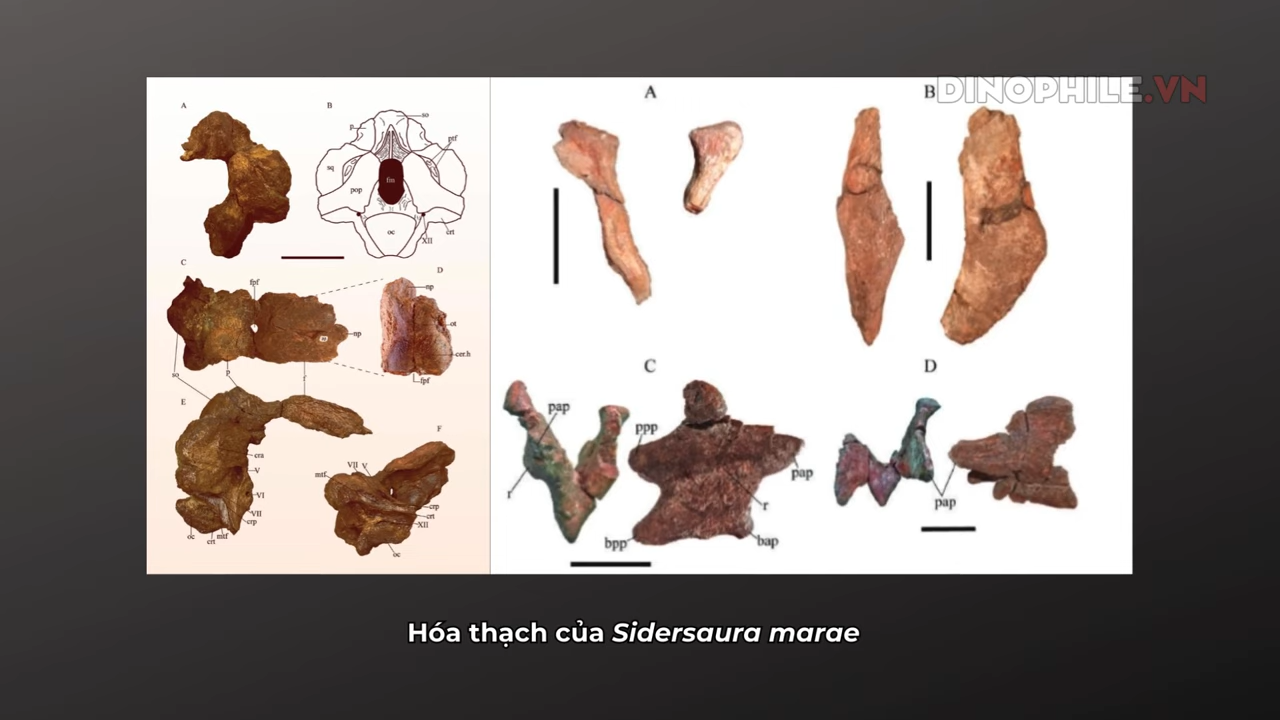 DINOPHILE.VN
A
B
so
p
ptf
sq
fm
pop
oc
XII
crt
C
fpf
D
np
np
ot
cer.h
so
p
f
fpf
E
F
cra
V
VI
VII
crp
oc
crt
mtf
mtf
VII
V
crp
crt
XII
oc
A
B
C
D
pap
ppp
r
pap
r
bpp
bap
pap
Hóa thạch của Sidersaura marae